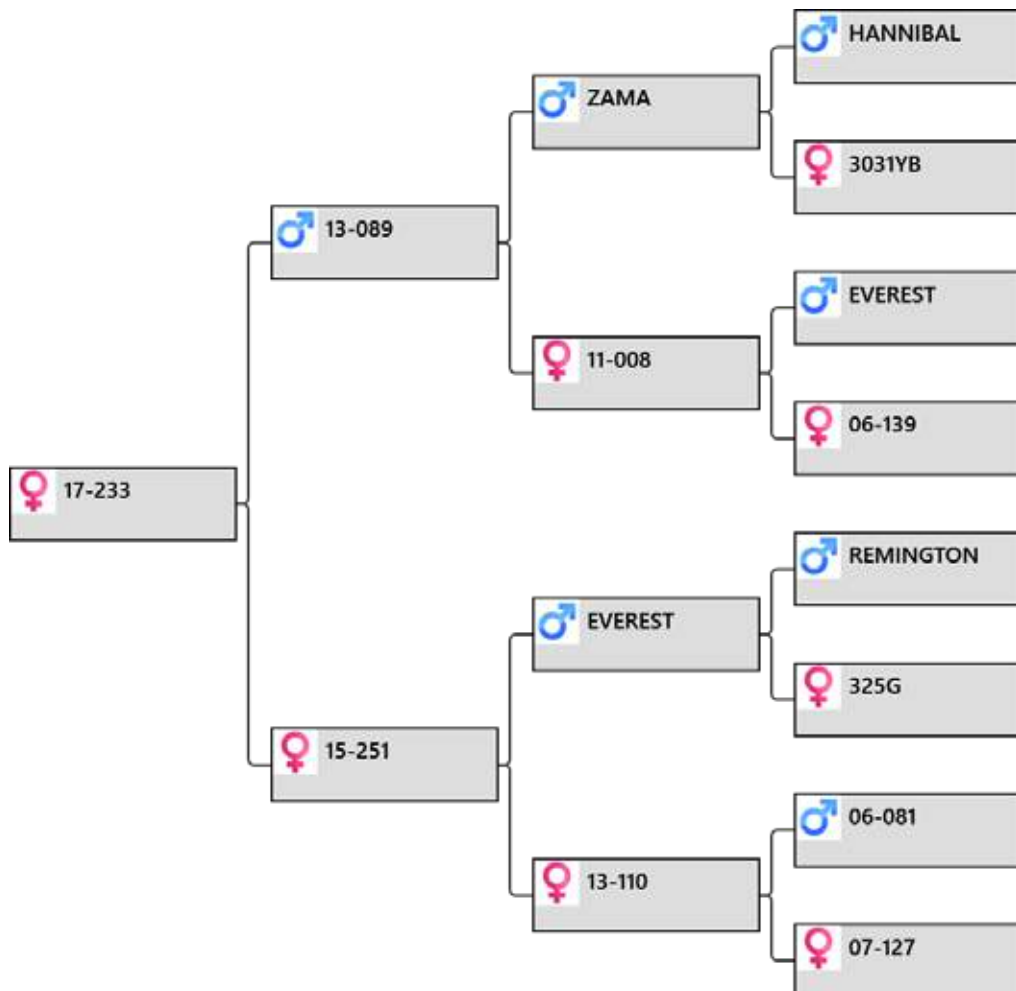 HANNIBAL
ZAMA
3031YB
13-089
EVEREST
11-008
06-139
17-233
REMINGTON
EVEREST
325G
15-251
06-081
13-110
07-127